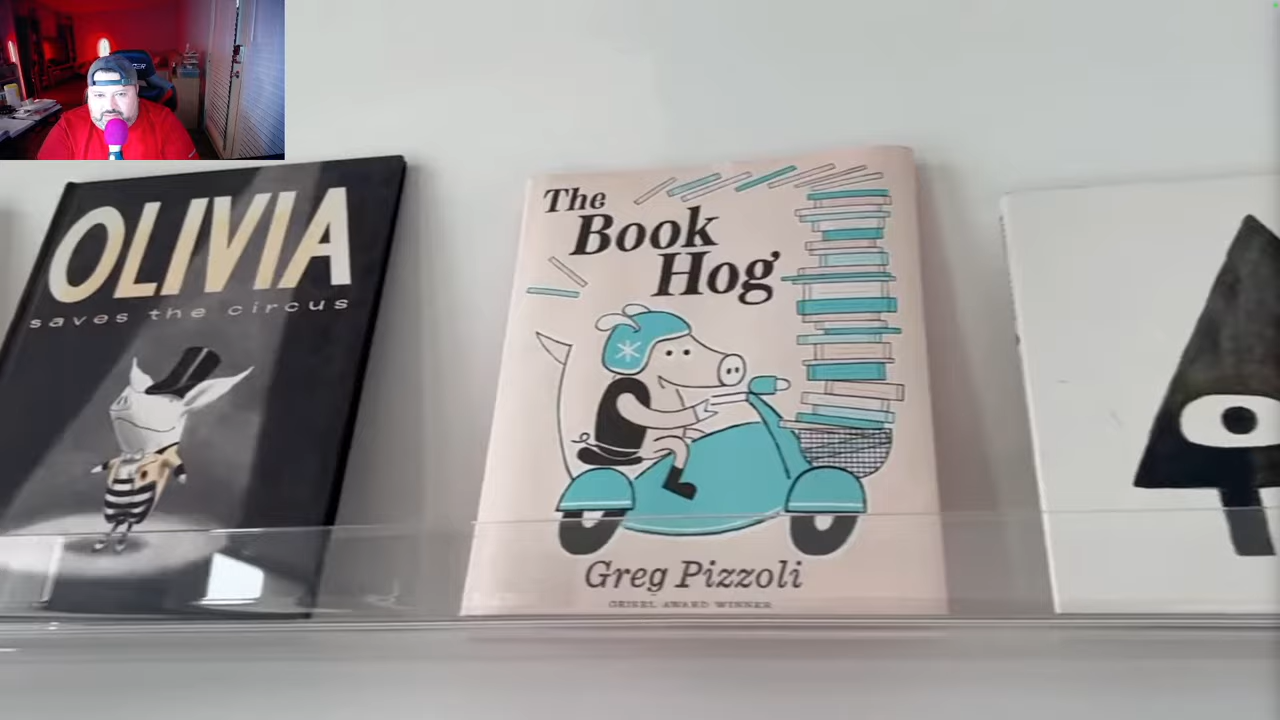 OLIVIA
saves the circus
The
Book
Hog
Greg Pizzoli
GEISEL AWARD WINNER